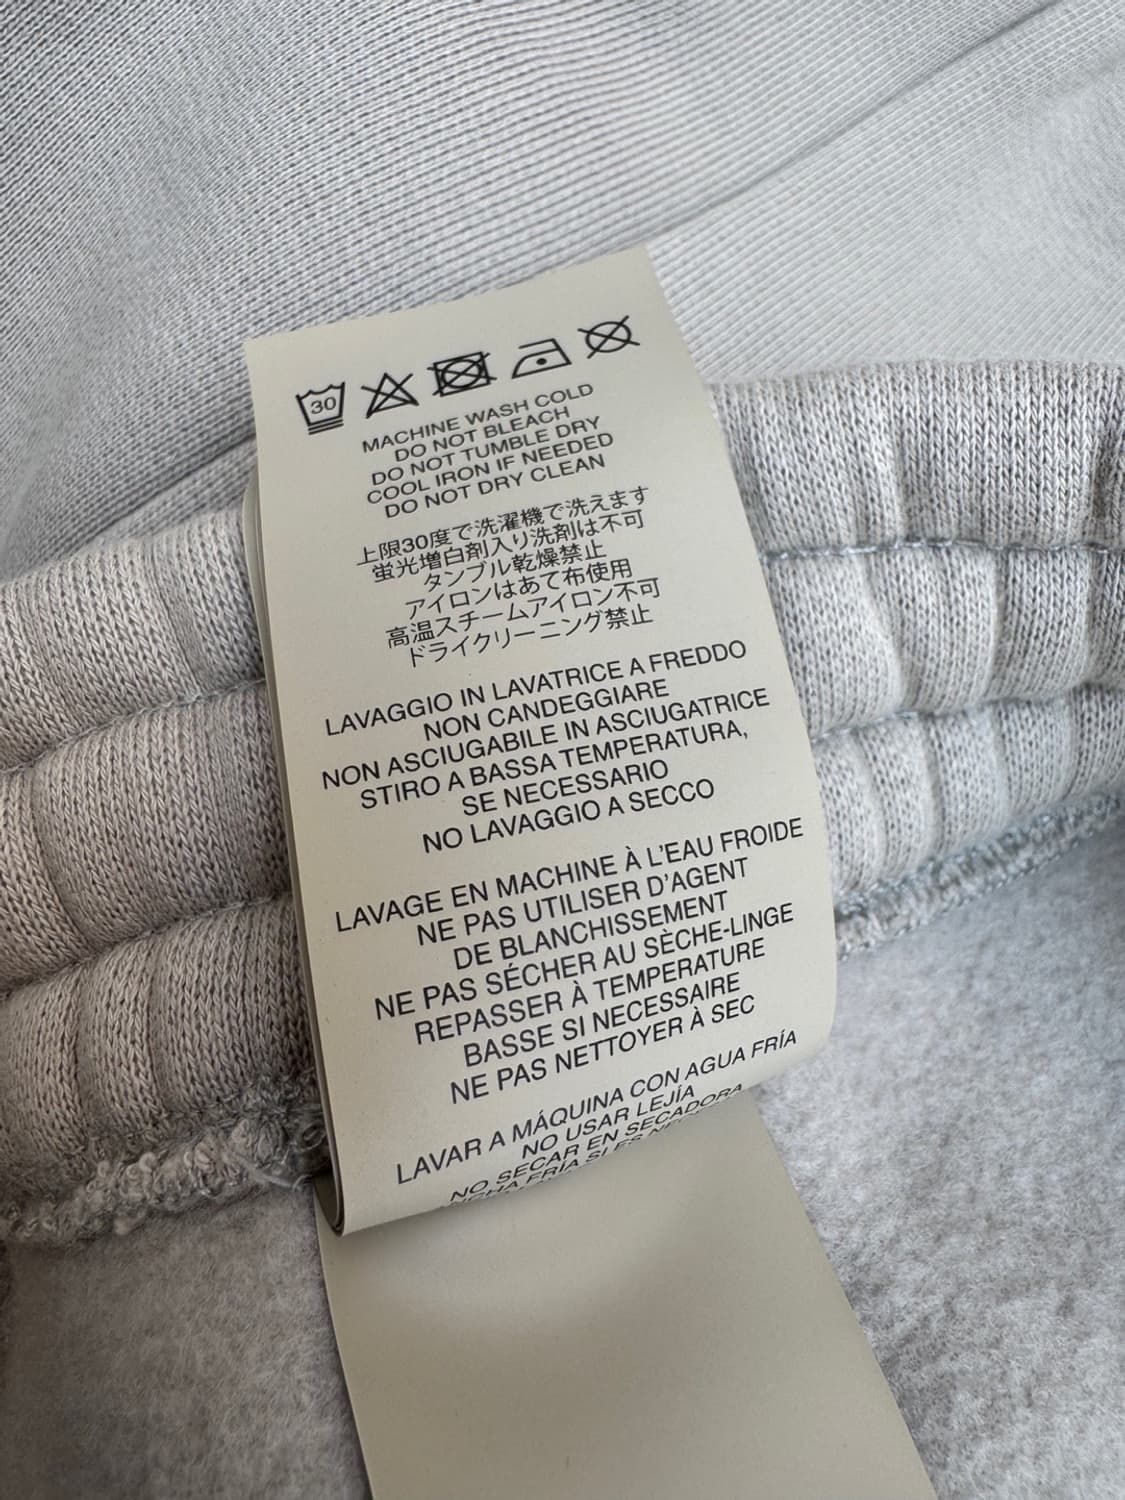 30
MACHINE WASH COLD
DO NOT BLEACH
DO NOT TUMBLE DRY
COOL IRON IF NEEDED
DO NOT DRY CLEAN
上限30度で洗濯機で洗えます
蛍光増白剤入り洗剤は不可
タンブル乾燥禁止
アイロンはあて布使用
高温スチームアイロン不可
ドライクリーニング禁止
LAVAGGIO IN LAVATRICE A FREDDO
NON CANDEGGIARE
NON ASCIUGABILE IN ASCIUGATRICE
STIRO A BASSA TEMPERATURA,
SE NECESSARIO
NO LAVAGGIO A SECCO
LAVAGE EN MACHINE À L'EAU FROIDE
NE PAS UTILISER D'AGENT
DE BLANCHISSEMENT
NE PAS SÉCHER AU SÈCHE-LINGE
REPASSER À TEMPERATURE
BASSE SI NECESSAIRE
NE PAS NETTOYER À SEC
LAVAR A MÁQUINA CON AGUA FRÍA
NO USAR LEJÍA
NO SECAR EN SECADORA
FRÍA SI ES